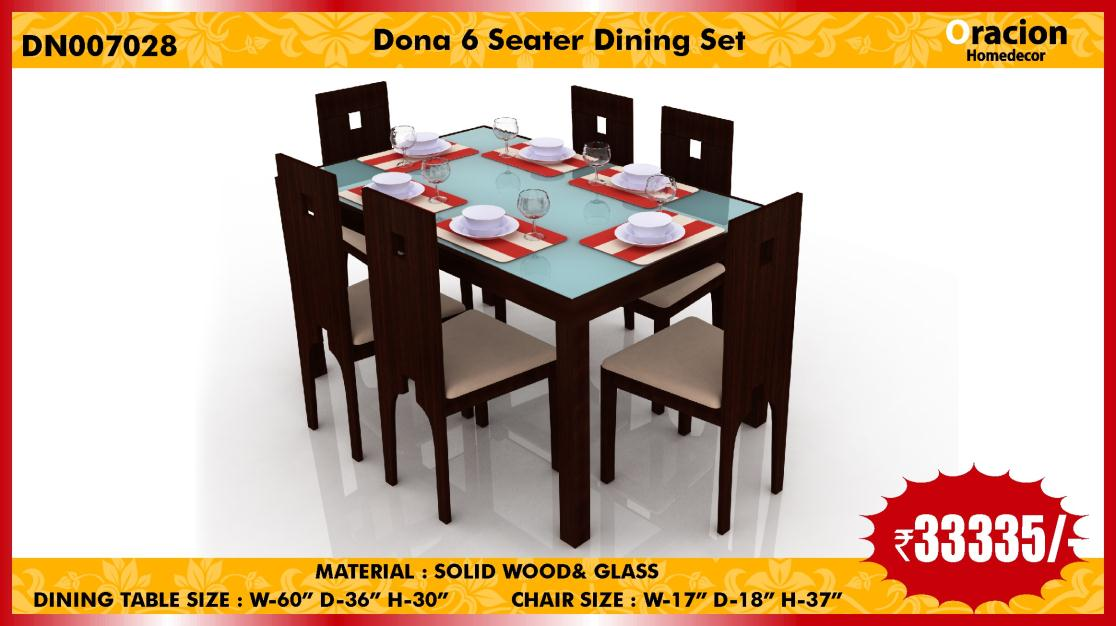 DN007028
Dona 6 Seater Dining Set
Oracion
Homedecor
₹33335/-
MATERIAL : SOLID WOOD& GLASS
DINING TABLE SIZE : W-60” D-36” H-30”
CHAIR SIZE : W-17” D-18” H-37”